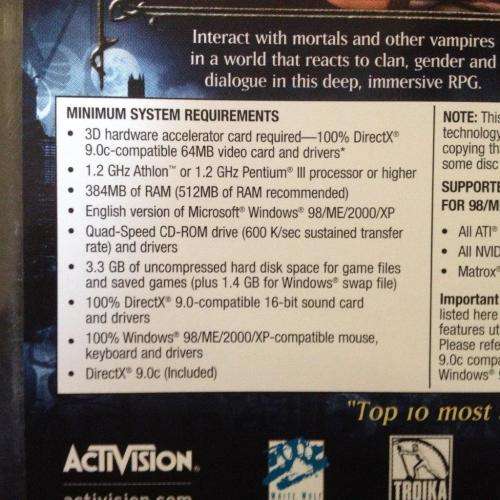 Interact with mortals and other vampires
in a world that reacts to clan, gender and
dialogue in this deep, immersive RPG.
MINIMUM SYSTEM REQUIREMENTS
• 3D hardware accelerator card required—100% DirectX®
9.0c-compatible 64MB video card and drivers*
• 1.2 GHz Athlon™ or 1.2 GHz Pentium® III processor or higher
• 384MB of RAM (512MB of RAM recommended)
• English version of Microsoft® Windows® 98/ME/2000/XP
• Quad-Speed CD-ROM drive (600 K/sec sustained transfer
rate) and drivers
• 3.3 GB of uncompressed hard disk space for game files
and saved games (plus 1.4 GB for Windows® swap file)
• 100% DirectX® 9.0-compatible 16-bit sound card
and drivers
• 100% Windows® 98/ME/2000/XP-compatible mouse,
keyboard and drivers
• DirectX® 9.0c (Included)
NOTE: This
technology
copying tha
some disc
SUPPORTE
FOR 98/M
• All ATI®
• All NVID
• Matrox®
Important
listed here
features ut
Please refe
9.0c compa
Windows®
"Top 10 most
ACTIVISION®
activision.com
WHITE WOLF
TROIKA